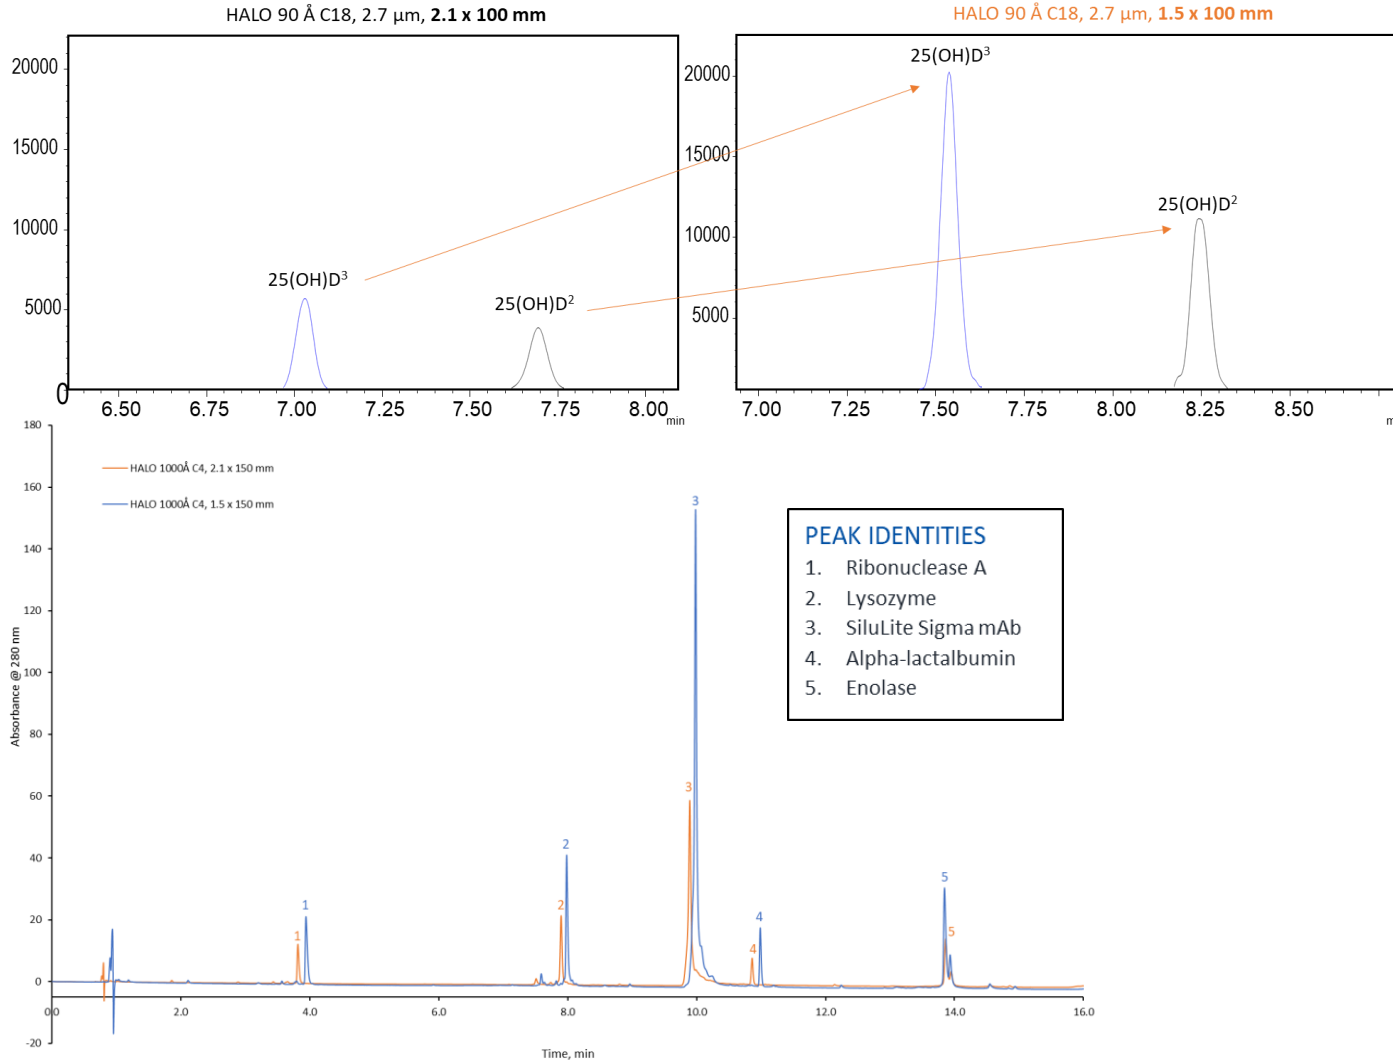 HALO 90 Å C18, 2.7 µm, 2.1 x 100 mm
20000
15000
10000
5000
0
25(OH)D³
25(OH)D²
6.50 6.75 7.00 7.25 7.50 7.75 8.00 min
HALO 90 Å C18, 2.7 µm, 1.5 x 100 mm
20000
15000
10000
5000
25(OH)D³
25(OH)D²
7.00 7.25 7.50 7.75 8.00 8.25 8.50 m
180
160
140
120
100
80
60
40
20
0
-20
Absorbance @ 280 nm
HALO 1000Å C4, 2.1 x 150 mm
HALO 1000Å C4, 1.5 x 150 mm
1
1
2
2
3
3
4
4
5
5
0.0 2.0 4.0 6.0 8.0 10.0 12.0 14.0 16.0
Time, min
PEAK IDENTITIES
1. Ribonuclease A
2. Lysozyme
3. SiluLite Sigma mAb
4. Alpha-lactalbumin
5. Enolase